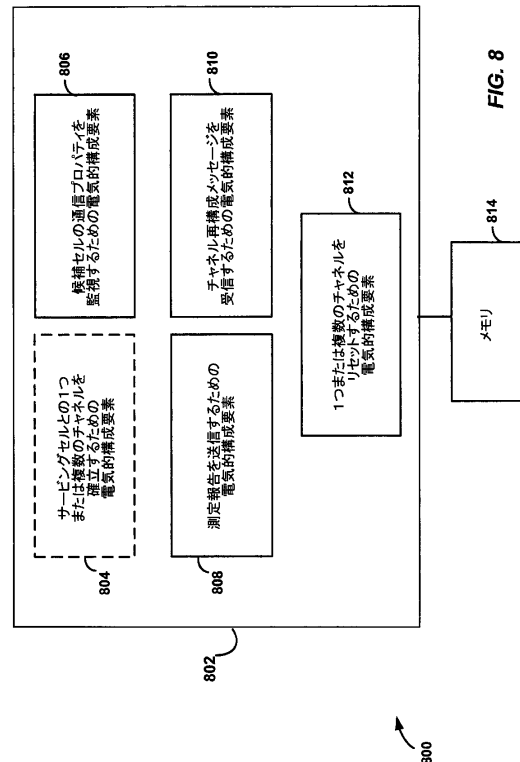 800
802
804
サービングセルとの1つ
または複数のチャネルを
確立するための
電気的構成要素
806
候補セルの通信プロパティを
監視するための電気的構成要素
808
測定報告を送信するための
電気的構成要素
810
チャネル再構成メッセージを
受信するための電気的構成要素
812
1つまたは複数のチャネルを
リセットするための
電気的構成要素
814
メモリ
FIG. 8